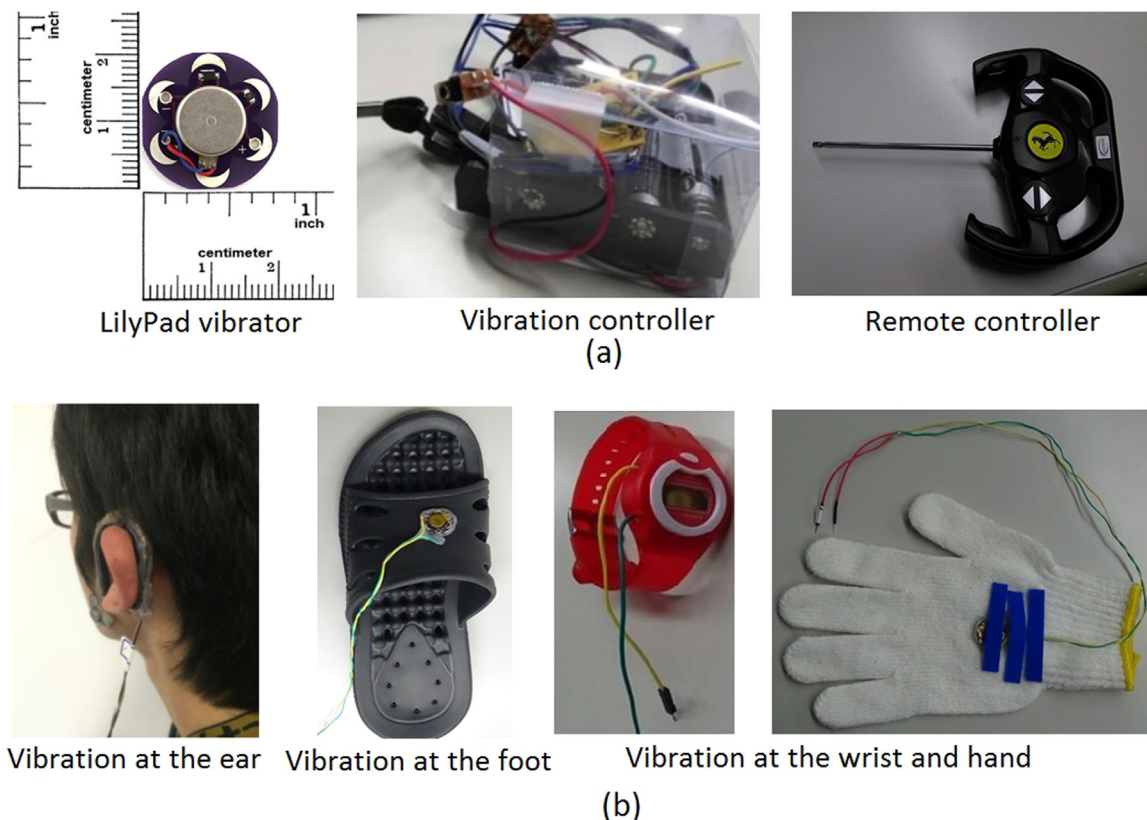 1
inch
centimeter
2
1
1
inch
centimeter
1
2
LilyPad vibrator
Vibration controller
Remote controller
(a)
Vibration at the ear
Vibration at the foot
Vibration at the wrist and hand
(b)